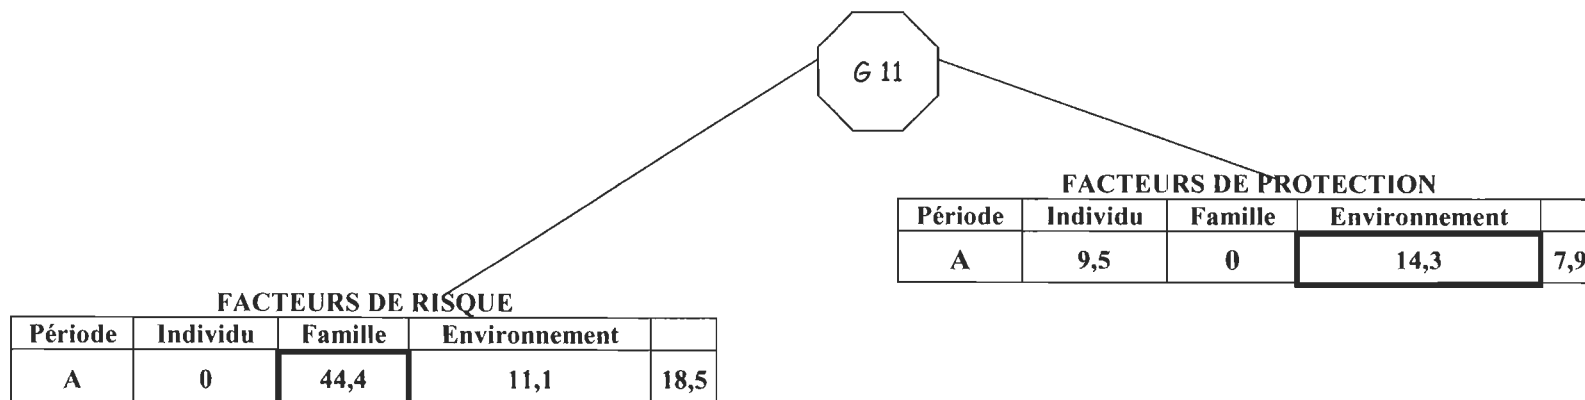 G 11
FACTEURS DE PROTECTION
Période Individu Famille Environnement
A 9,5 0 14,3 7,9
FACTEURS DE RISQUE
Période Individu Famille Environnement
A 0 44,4 11,1 18,5